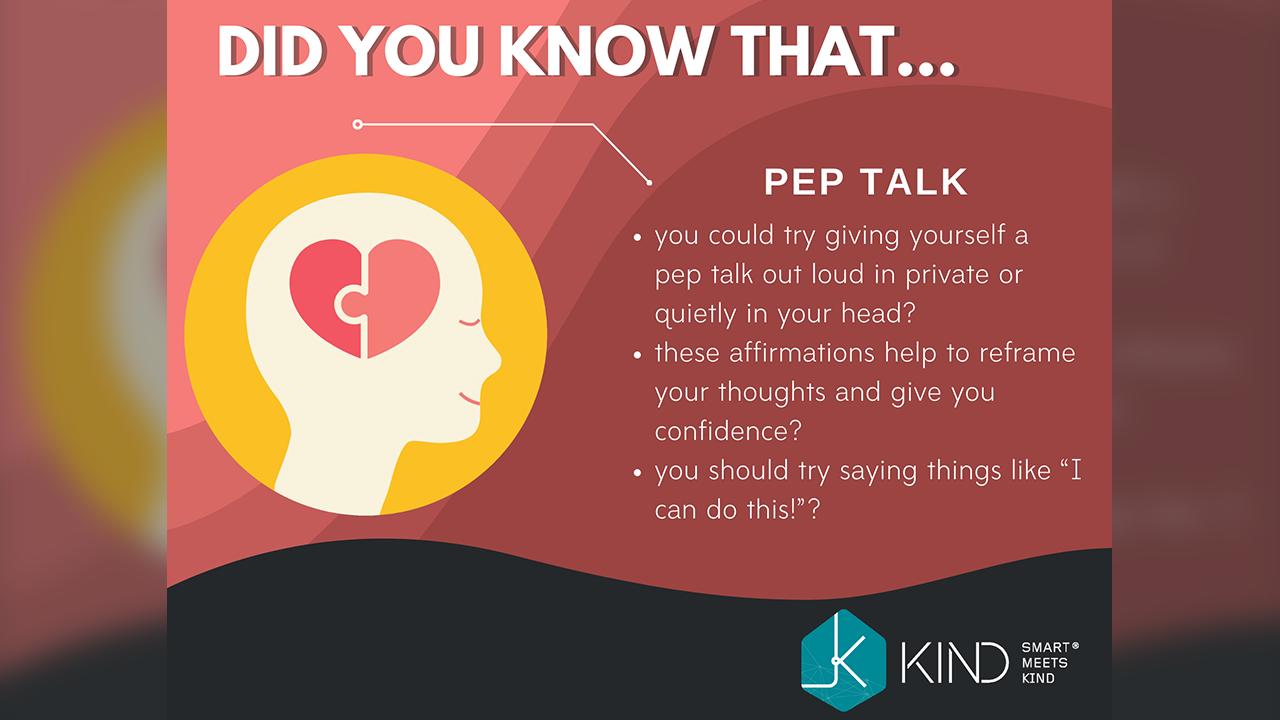 DID YOU KNOW THAT...
PEP TALK
• you could try giving yourself a
pep talk out loud in private or
quietly in your head?
• these affirmations help to reframe
your thoughts and give you
confidence?
• you should try saying things like “I
can do this!”?
KIND
SMART®
MEETS
KIND